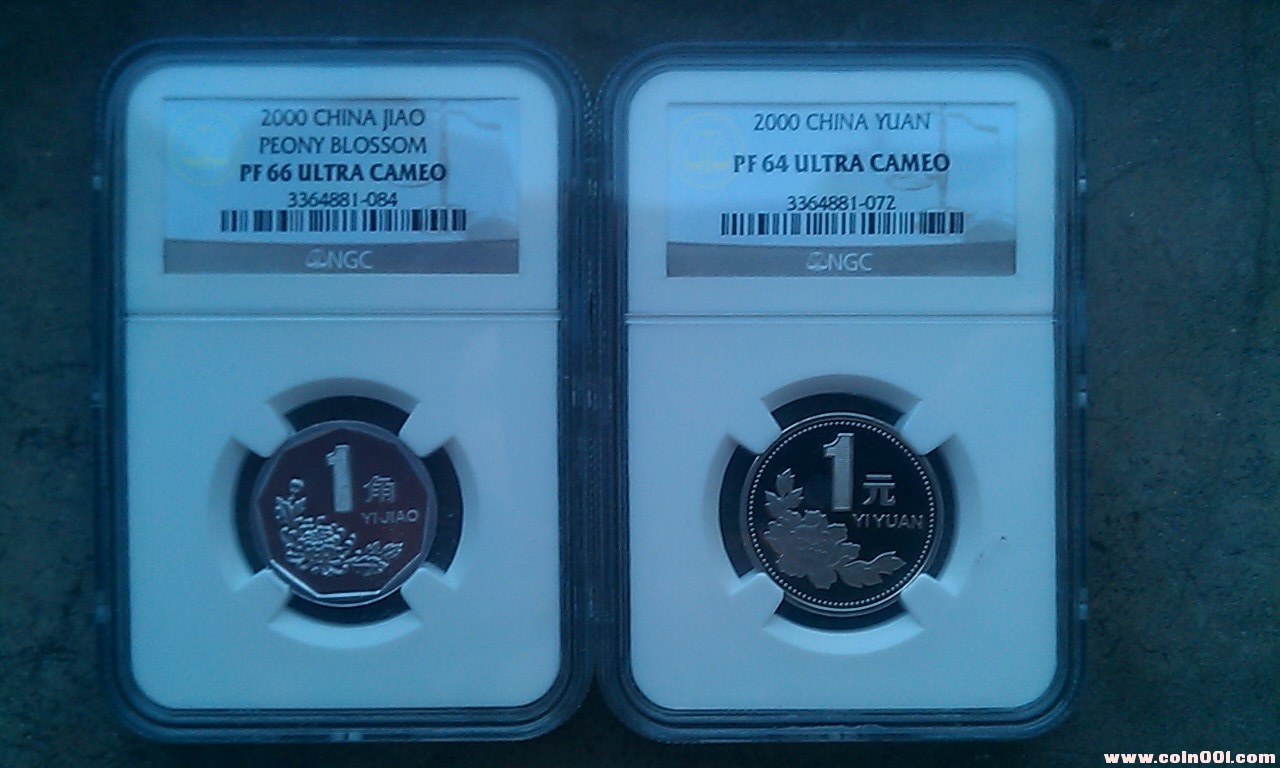 2000 CHINA JIAO
PEONY BLOSSOM
PF 66 ULTRA CAMEO
3364881-084
NGC
1角
YI JIAO
2000 CHINA YUAN
PF 64 ULTRA CAMEO
3364881-072
NGC
1元
YI YUAN
www.coin001.com